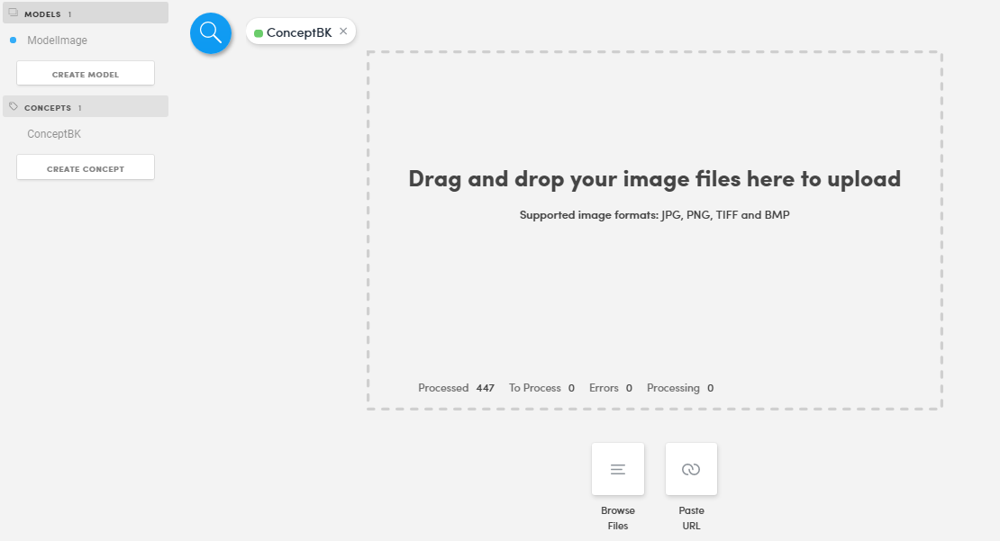 MODELS 1
ModelImage
CREATE MODEL
CONCEPTS 1
ConceptBK
CREATE CONCEPT
ConceptBK
Drag and drop your image files here to upload
Supported image formats: JPG, PNG, TIFF and BMP
Processed 447 To Process 0 Errors 0 Processing 0
Browse
Files
Paste
URL